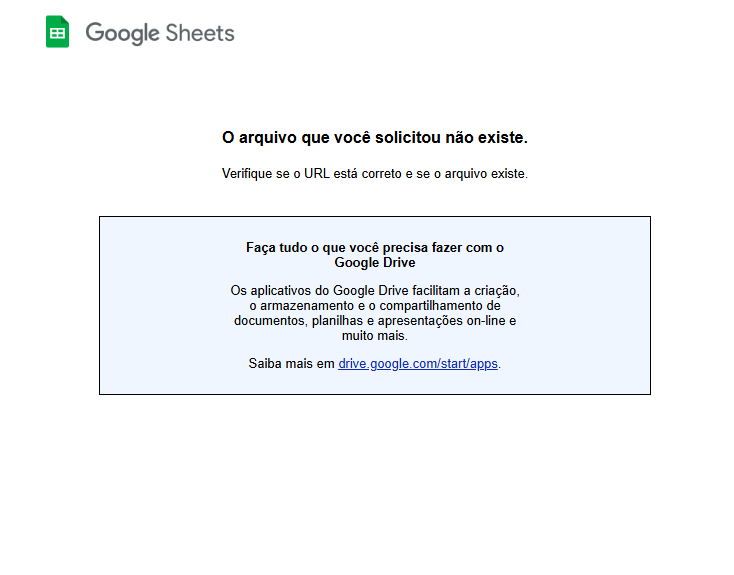 Google Sheets
O arquivo que você solicitou não existe.
Verifique se o URL está correto e se o arquivo existe.
Faça tudo o que você precisa fazer com o
Google Drive
Os aplicativos do Google Drive facilitam a criação,
o armazenamento e o compartilhamento de
documentos, planilhas e apresentações on-line e
muito mais.
Saiba mais em drive.google.com/start/apps.